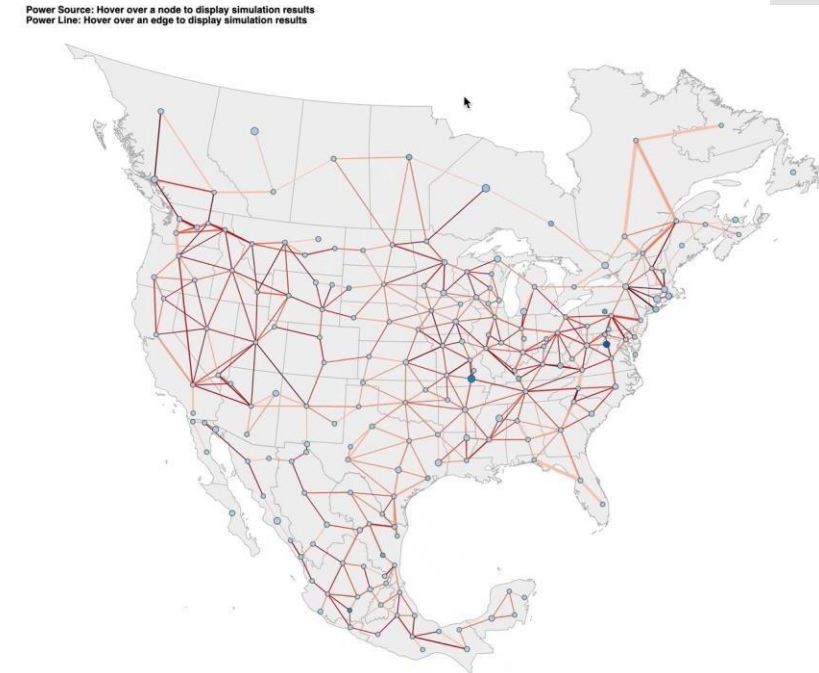 Power Source: Hover over a node to display simulation results
Power Line: Hover over an edge to display simulation results